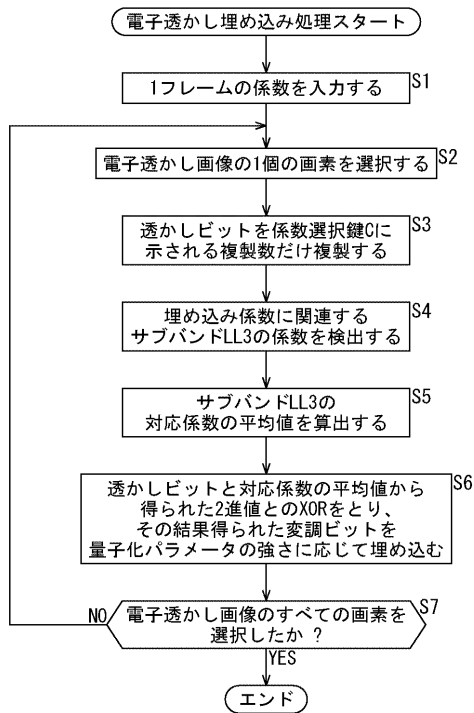 電子透かし埋め込み処理スタート
1フレームの係数を入力する
S1
電子透かし画像の1個の画素を選択する
S2
透かしビットを係数選択鍵Cに
示される複製数だけ複製する
S3
埋め込み係数に関連する
サブバンドLL3の係数を検出する
S4
サブバンドLL3の
対応係数の平均値を算出する
S5
透かしビットと対応係数の平均値から
得られた2進値とのXORをとり、
その結果得られた変調ビットを
量子化パラメータの強さに応じて埋め込む
S6
電子透かし画像のすべての画素を
選択したか ?
S7
NO
YES
エンド